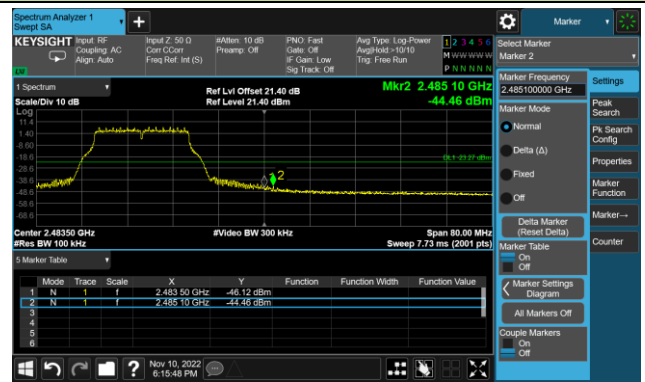 Spectrum Analyzer 1
Swept SA
+
Marker
KEYSIGHT
Input: RF
Coupling: AC
Align: Auto
Input Z: 50 Ω
Corr CCorr
Freq Ref: Int (S)
#Atten: 10 dB
Preamp: Off
PNO: Fast
Gate: Off
IF Gain: Low
Sig Track: Off
Avg Type: Log-Power
Avg|Hold:>10/10
Trig: Free Run
1 2 3 4 5 6
M W W W W W
P N N N N N
LVI
Select Marker
Marker 2
1 Spectrum
Scale/Div 10 dB
Ref Lvl Offset 21.40 dB
Ref Level 21.40 dBm
Mkr2 2.485 10 GHz
-44.46 dBm
Log
11.4
1.40
-8.60
-18.6
-28.6
-38.6
-48.6
-58.6
-68.6
DL1 -23.27 dBm
1
2
Center 2.48350 GHz
#Res BW 100 kHz
#Video BW 300 kHz
Span 80.00 MHz
Sweep 7.73 ms (2001 pts)
5 Marker Table
Mode Trace Scale X Y Function Function Width Function Value
1 N 1 f 2.483 50 GHz -46.12 dBm
2 N 1 f 2.485 10 GHz -44.46 dBm
3
4
5
6
Marker Frequency
2.485100000 GHz
Marker Mode
Normal
Delta (Δ)
Fixed
Off
Delta Marker
(Reset Delta)
Marker Table
On
Off
Marker Settings
Diagram
All Markers Off
Couple Markers
On
Off
Settings
Peak
Search
Pk Search
Config
Properties
Marker
Function
Marker→
Counter
?
Nov 10, 2022
6:15:48 PM